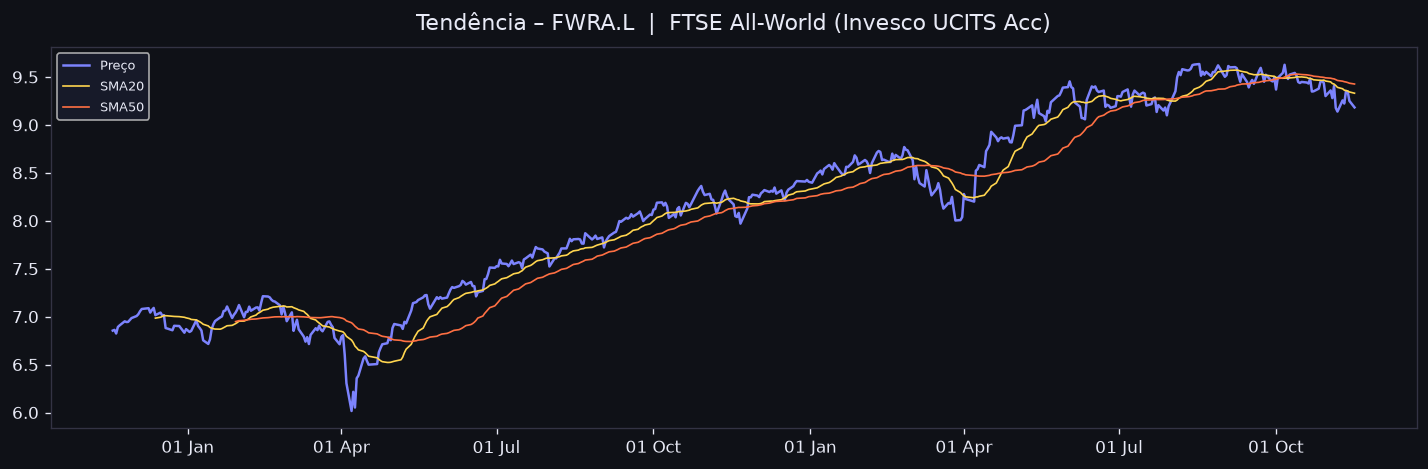 Tendência – FWRA.L | FTSE All-World (Invesco UCITS Acc)
Preço
SMA20
SMA50
9.5
9.0
8.5
8.0
7.5
7.0
6.5
6.0
01 Jan
01 Apr
01 Jul
01 Oct
01 Jan
01 Apr
01 Jul
01 Oct